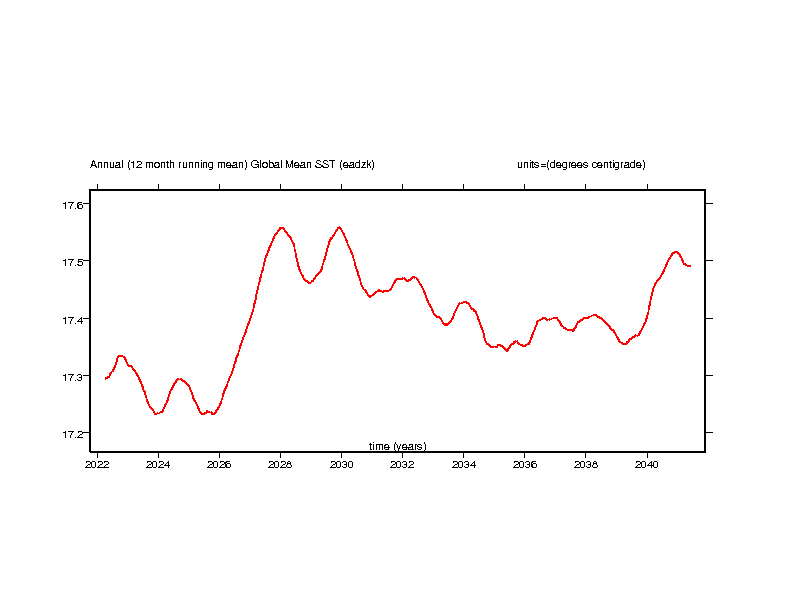 Annual (12 month running mean) Global Mean SST (eadzk) units=(degrees centigrade)
17.6
17.5
17.4
17.3
17.2
time (years)
2022 2024 2026 2028 2030 2032 2034 2036 2038 2040